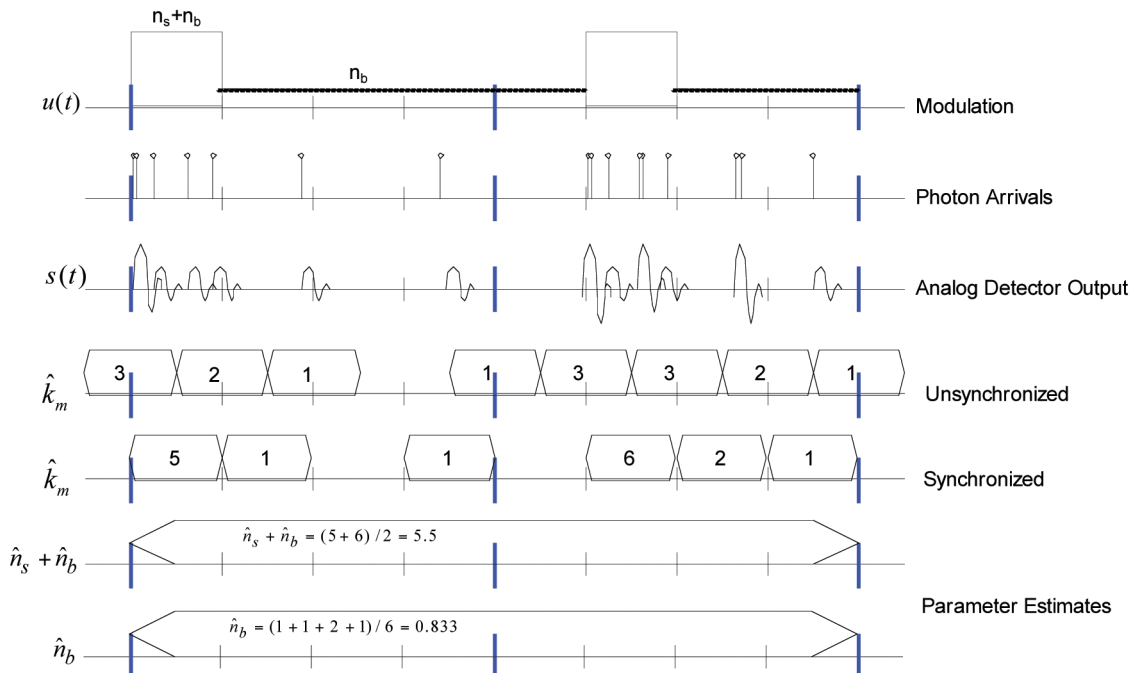 n_s+n_b
n_b
u(t)
Modulation
Photon Arrivals
s(t)
Analog Detector Output
k̂_m
3 2 1 1 3 3 2 1
Unsynchronized
k̂_m
5 1 1 6 2 1
Synchronized
n̂_s + n̂_b
n̂_s + n̂_b = (5 + 6) / 2 = 5.5
Parameter Estimates
n̂_b
n̂_b = (1 + 1 + 2 + 1) / 6 = 0.833